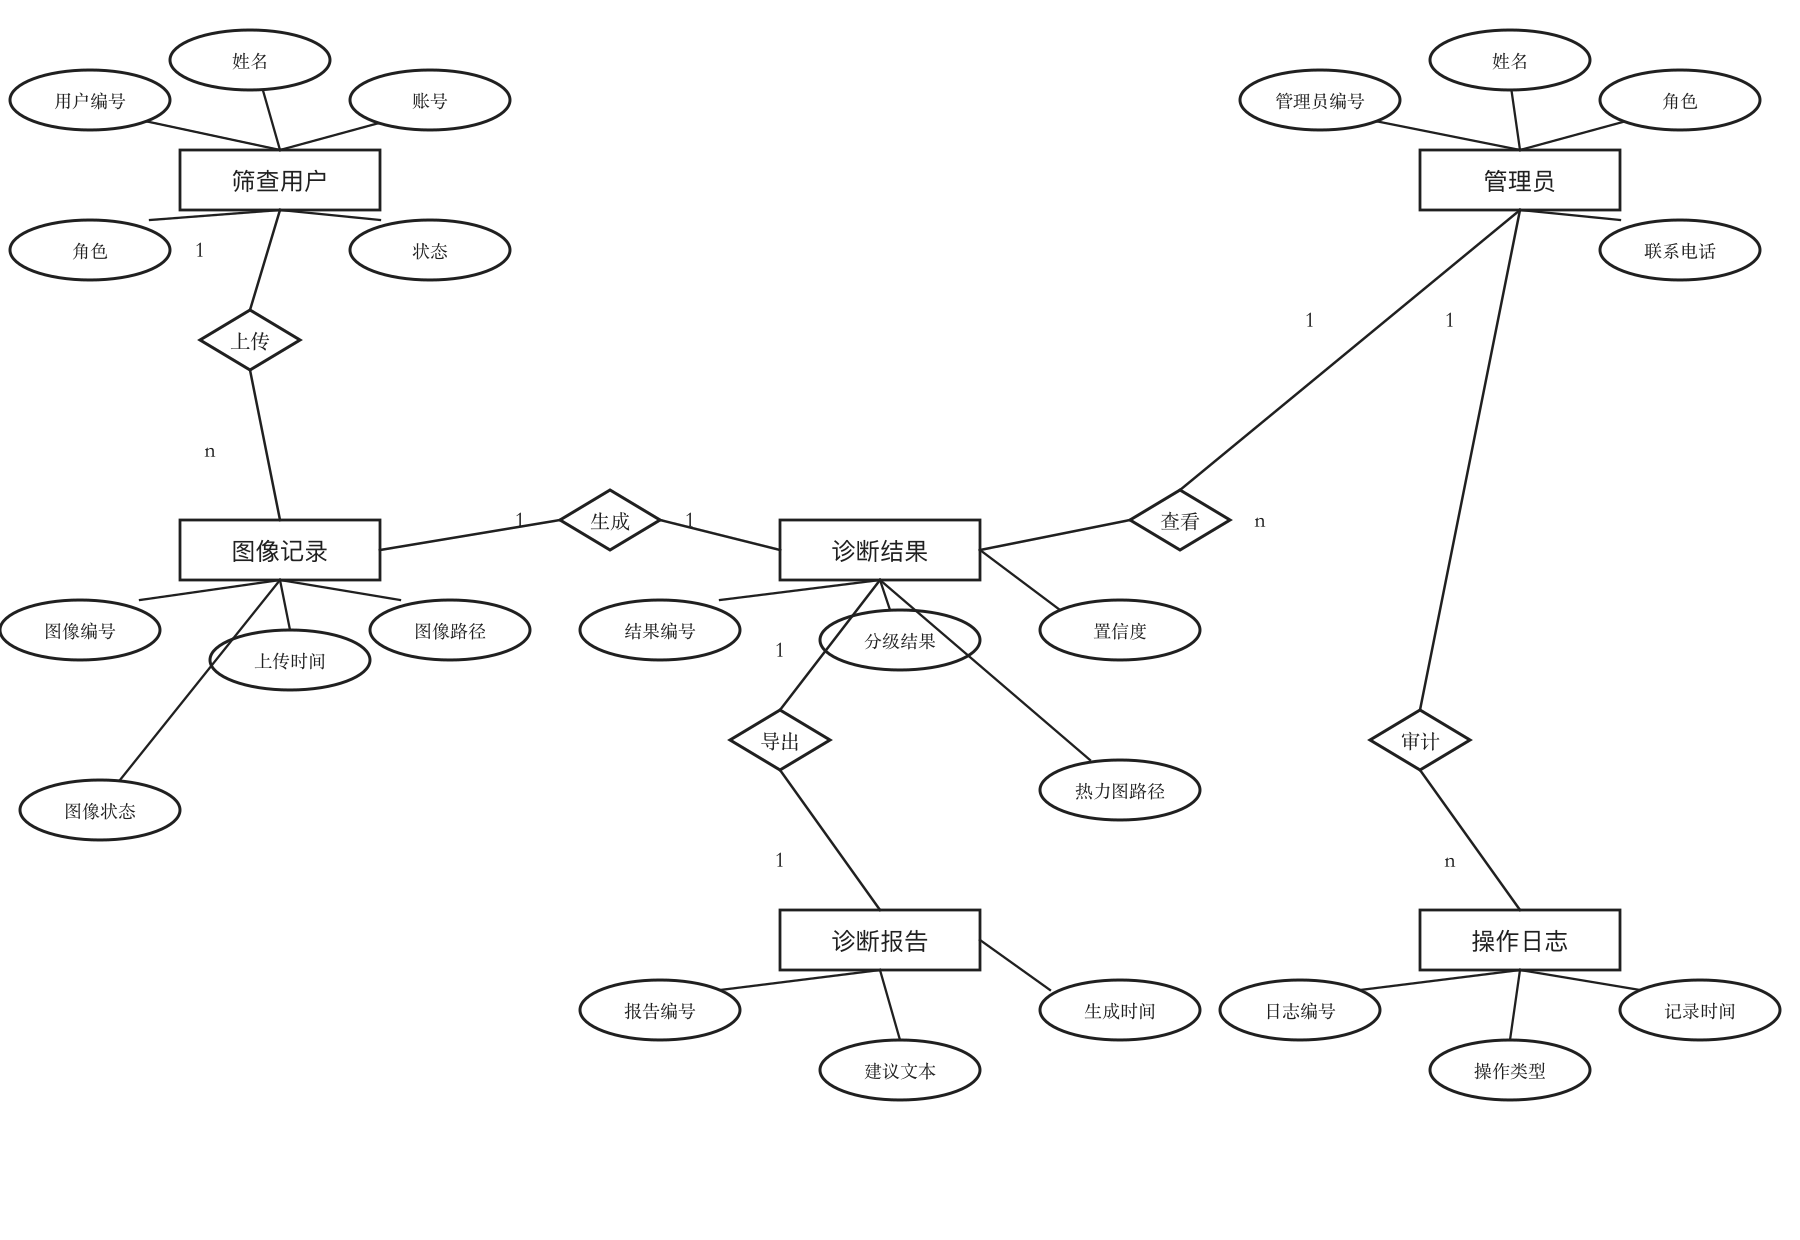 姓名
用户编号
账号
筛查用户
角色
1
状态
上传
n
姓名
管理员编号
角色
管理员
联系电话
1
1
图像记录
1
生成
1
诊断结果
查看
n
图像编号
上传时间
图像路径
图像状态
结果编号
分级结果
置信度
1
导出
热力图路径
审计
1
n
诊断报告
报告编号
建议文本
生成时间
操作日志
日志编号
操作类型
记录时间